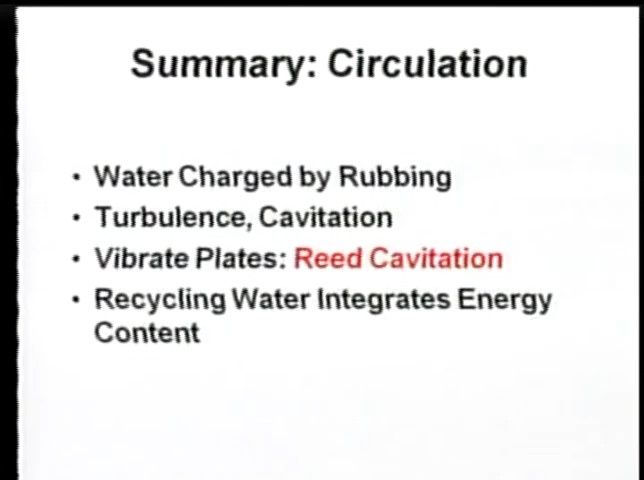 Summary: Circulation
• Water Charged by Rubbing
• Turbulence, Cavitation
• Vibrate Plates: Reed Cavitation
• Recycling Water Integrates Energy
Content